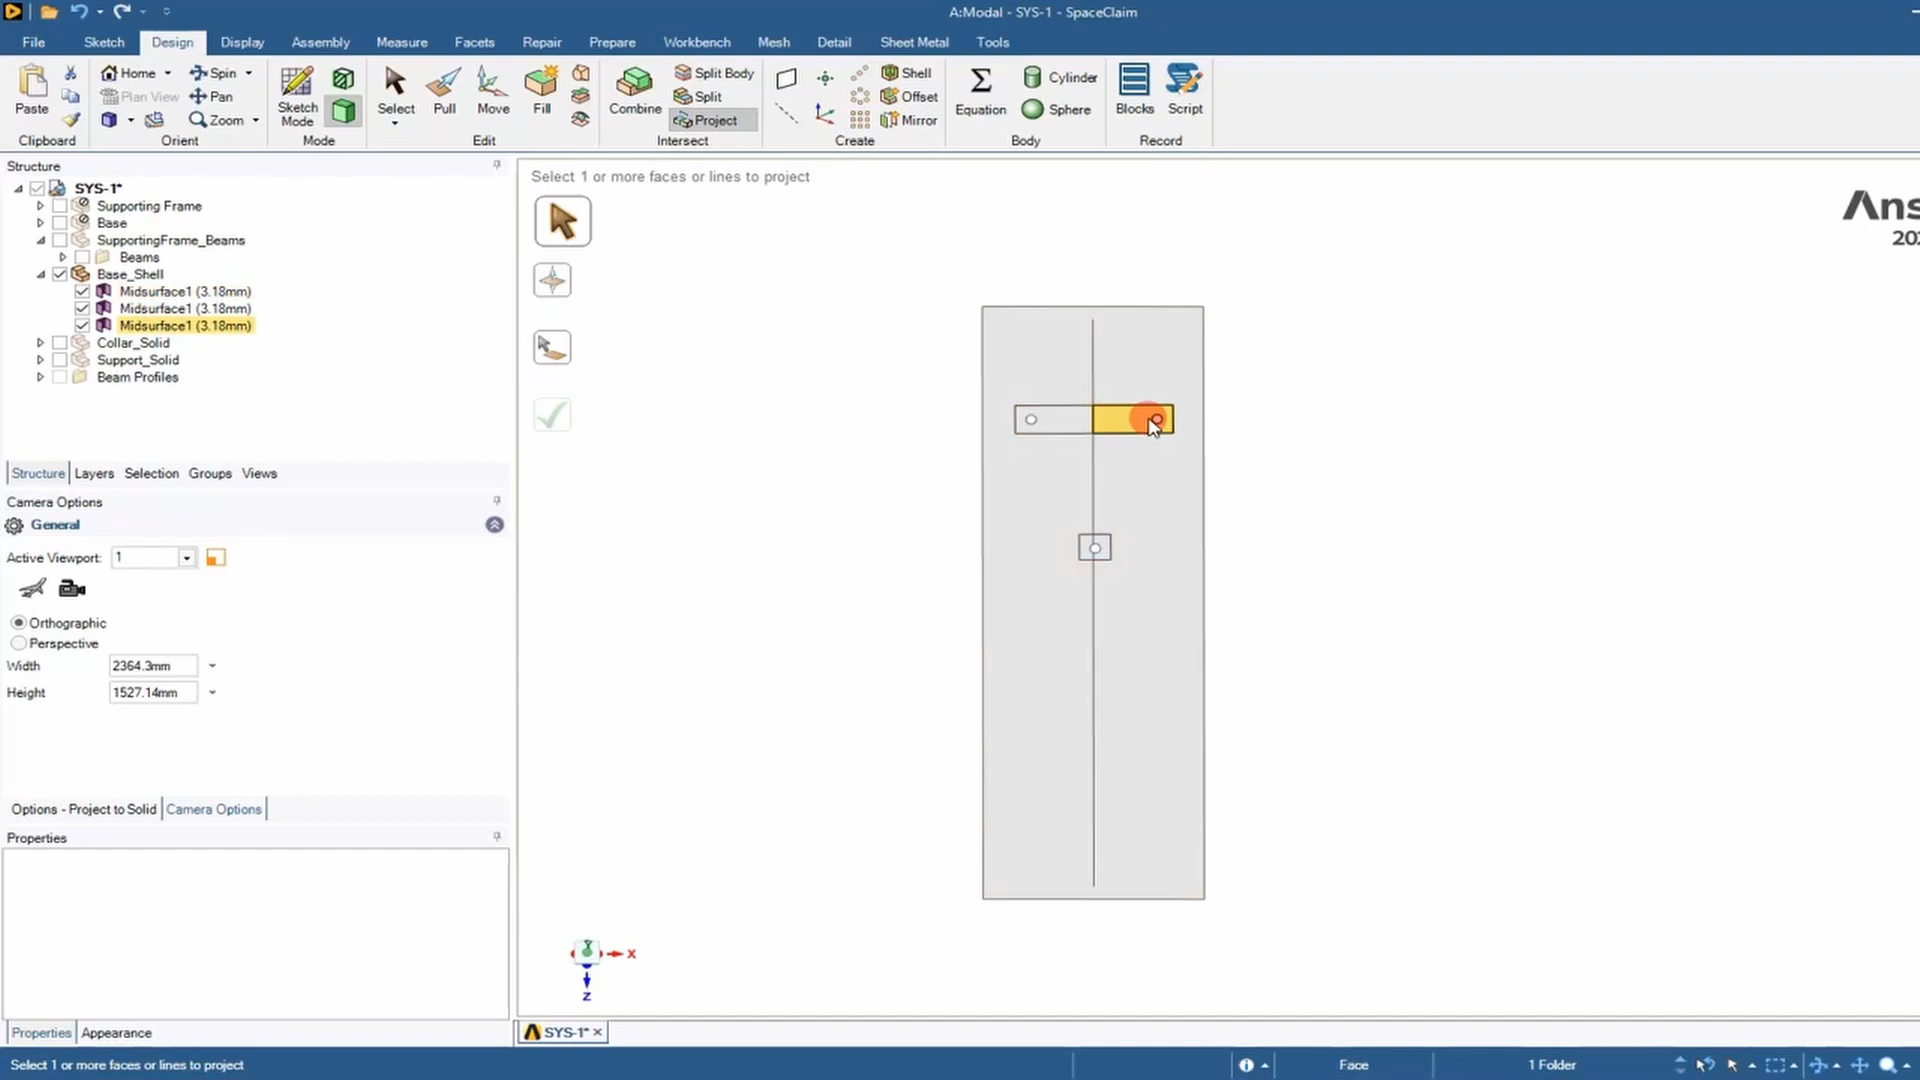 A:Modal - SYS-1 - SpaceClaim
File Sketch Design Display Assembly Measure Facets Repair Prepare Workbench Mesh Detail Sheet Metal Tools
Paste
Clipboard
Home Spin
Plan View Pan
Zoom
Orient
Sketch Mode
Mode
Select Pull Move Fill
Edit
Combine
Split Body
Split
Project
Intersect
Shell
Offset
Mirror
Create
Equation
Cylinder
Sphere
Body
Blocks Script
Record
Structure
SYS-1*
Supporting Frame
Base
SupportingFrame_Beams
Beams
Base_Shell
Midsurface1 (3.18mm)
Midsurface1 (3.18mm)
Midsurface1 (3.18mm)
Collar_Solid
Support_Solid
Beam Profiles
Structure Layers Selection Groups Views
Camera Options
General
Active Viewport: 1
Orthographic
Perspective
Width 2364.3mm
Height 1527.14mm
Options - Project to Solid Camera Options
Properties
Properties Appearance
Select 1 or more faces or lines to project
Ans
202
Y
X
Z
SYS-1*
Select 1 or more faces or lines to project
Face
1 Folder